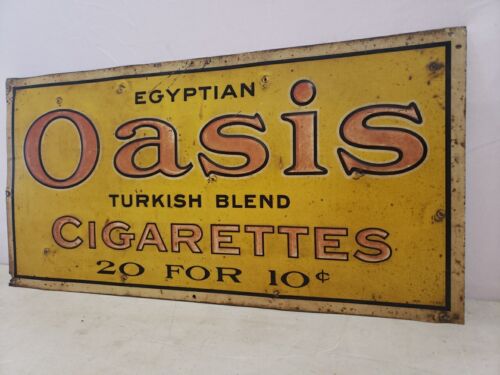 EGYPTIAN
Oasis
TURKISH BLEND
CIGARETTES
20 FOR 10¢